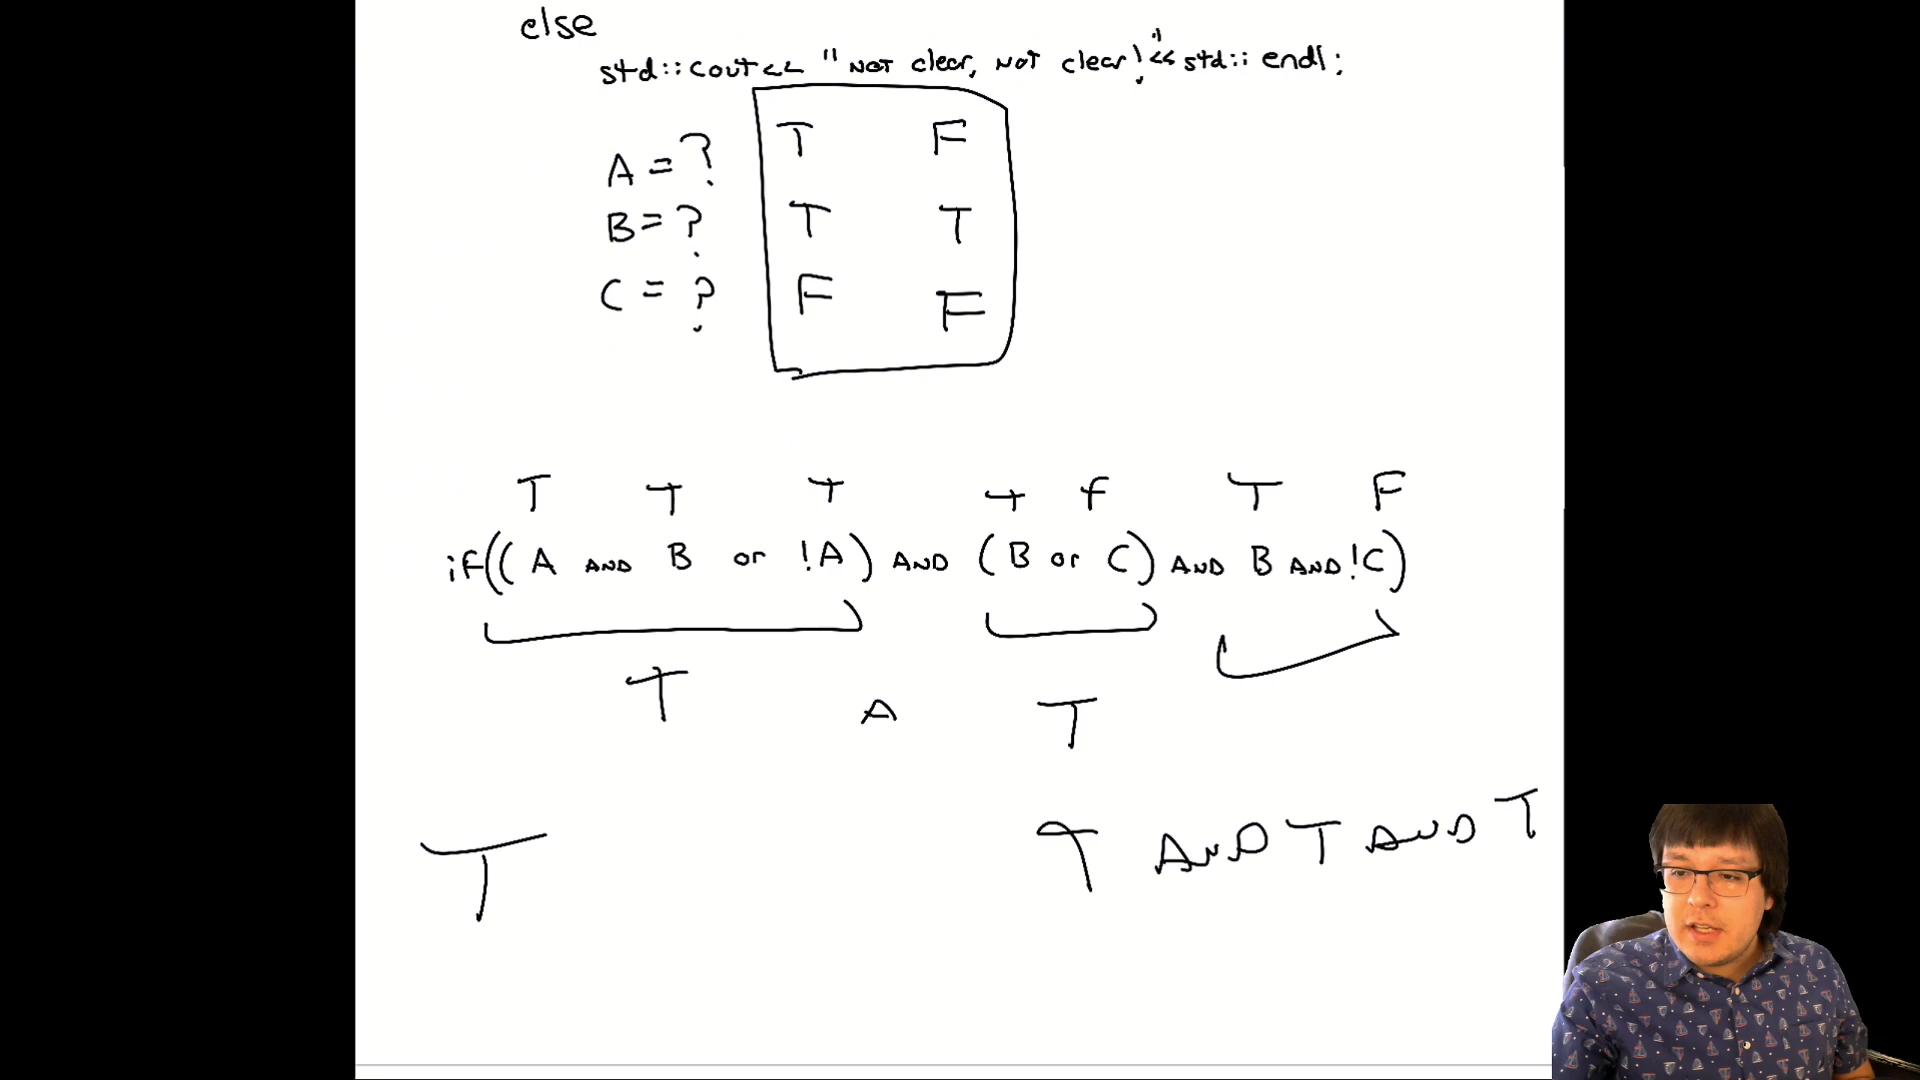 else
std::cout<< "NOT clear, NOT clear!"<< std::endl;
T F
A = ?
B = ? T T
C = ? F F
T T T T f T F
if(( A AND B or !A) AND (B or C) AND B AND !C)
T A T
T T AND T AND T